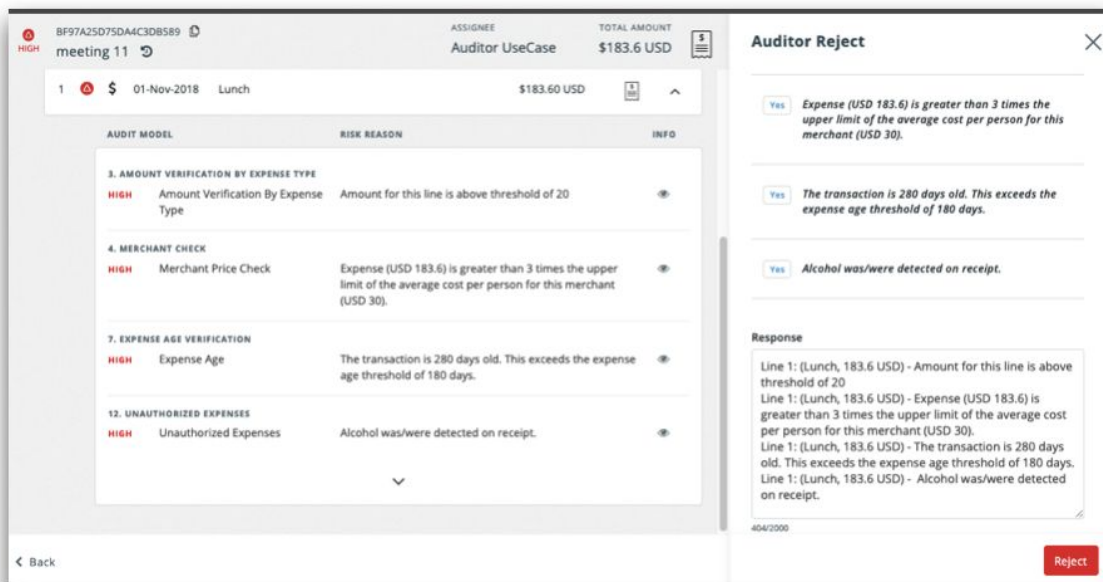 HIGH
BF97A25D75DA4C3DB589
meeting 11
ASSIGNEE
Auditor UseCase
TOTAL AMOUNT
$183.6 USD
1 $ 01-Nov-2018 Lunch $183.60 USD
AUDIT MODEL RISK REASON INFO
3. AMOUNT VERIFICATION BY EXPENSE TYPE
HIGH Amount Verification By Expense Amount for this line is above threshold of 20
Type
4. MERCHANT CHECK
HIGH Merchant Price Check Expense (USD 183.6) is greater than 3 times the upper
limit of the average cost per person for this merchant
(USD 30).
7. EXPENSE AGE VERIFICATION
HIGH Expense Age The transaction is 280 days old. This exceeds the expense
age threshold of 180 days.
12. UNAUTHORIZED EXPENSES
HIGH Unauthorized Expenses Alcohol was/were detected on receipt.
Back
Auditor Reject
Yes Expense (USD 183.6) is greater than 3 times the
upper limit of the average cost per person for this
merchant (USD 30).
Yes The transaction is 280 days old. This exceeds the
expense age threshold of 180 days.
Yes Alcohol was/were detected on receipt.
Response
Line 1: (Lunch, 183.6 USD) - Amount for this line is above
threshold of 20
Line 1: (Lunch, 183.6 USD) - Expense (USD 183.6) is
greater than 3 times the upper limit of the average cost
per person for this merchant (USD 30).
Line 1: (Lunch, 183.6 USD) - The transaction is 280 days
old. This exceeds the expense age threshold of 180 days.
Line 1: (Lunch, 183.6 USD) - Alcohol was/were detected
on receipt.
404/2000
Reject